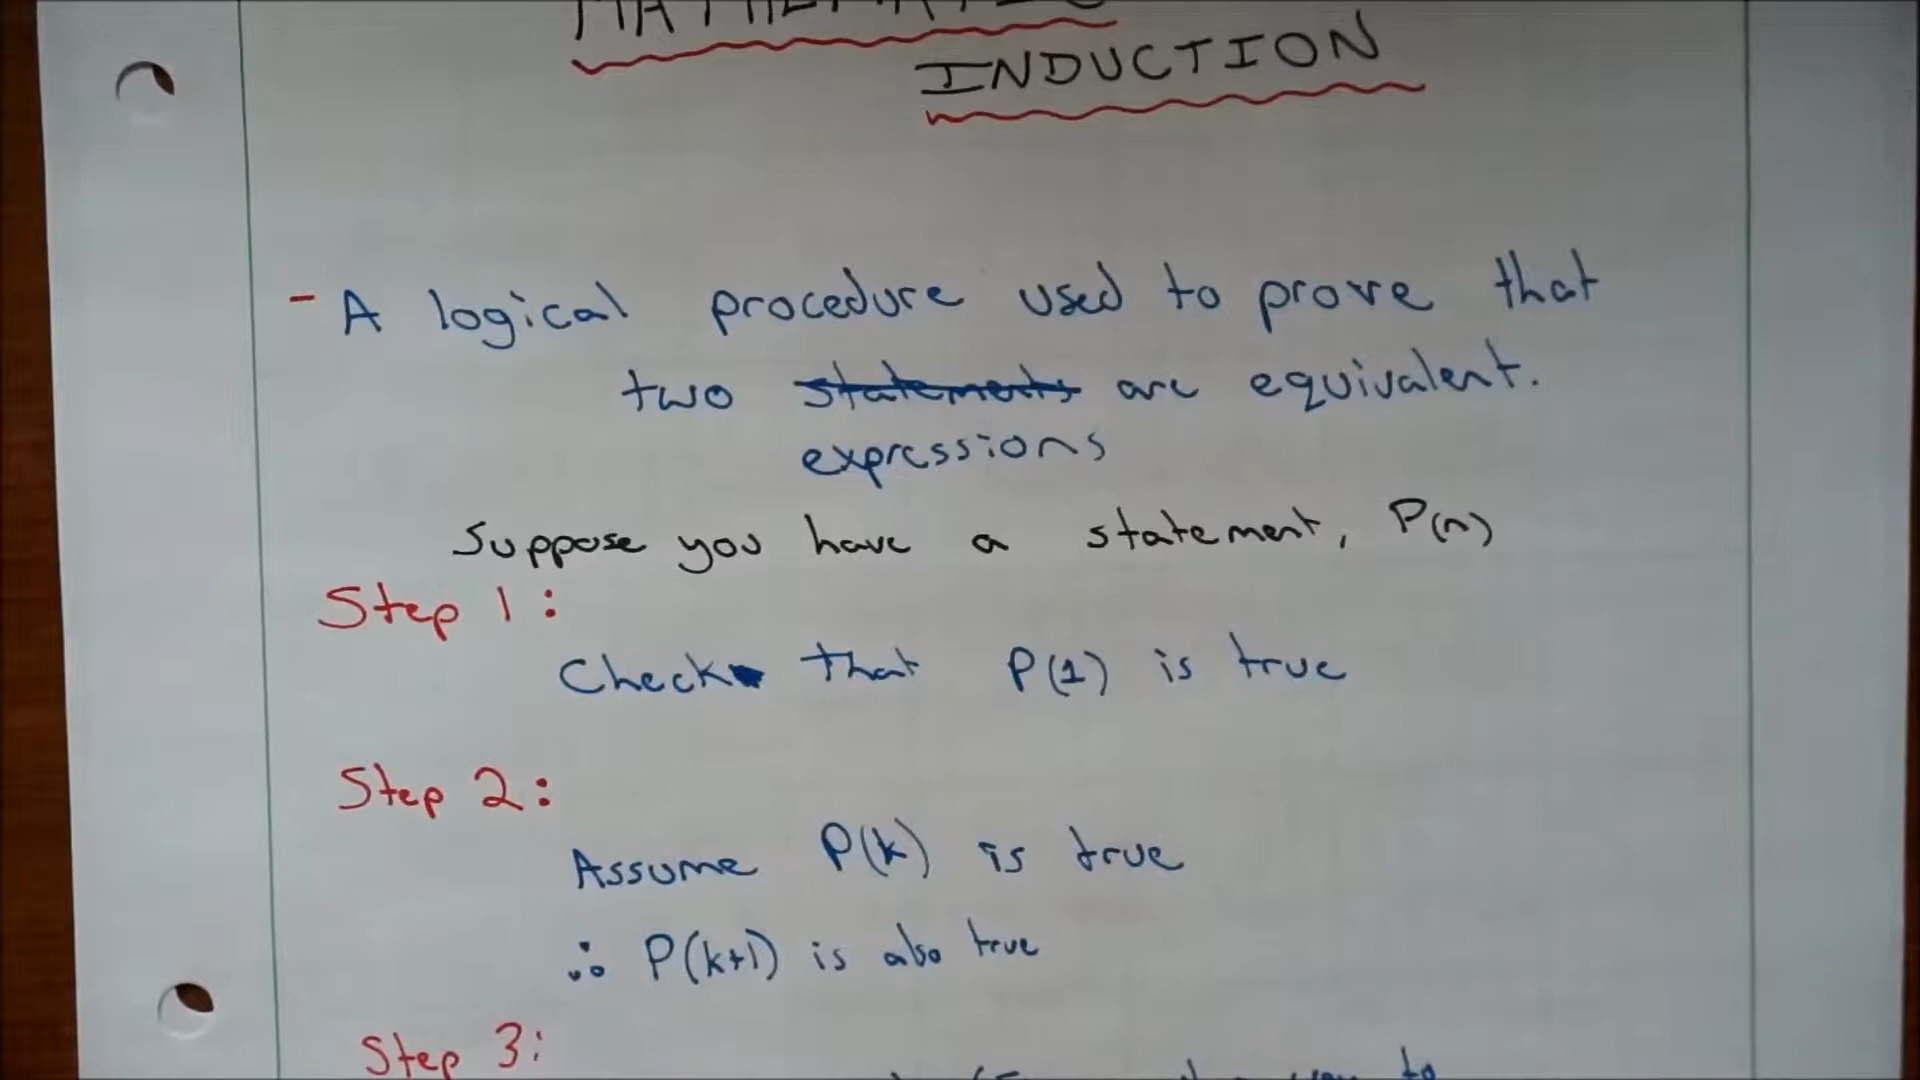 INDUCTION
- A logical procedure used to prove that
two statements are equivalent.
expressions
Suppose you have a statement, P(n)
Step 1:
Check that P(1) is true
Step 2:
Assume P(k) is true
∴ P(k+1) is also true
Step 3:
to